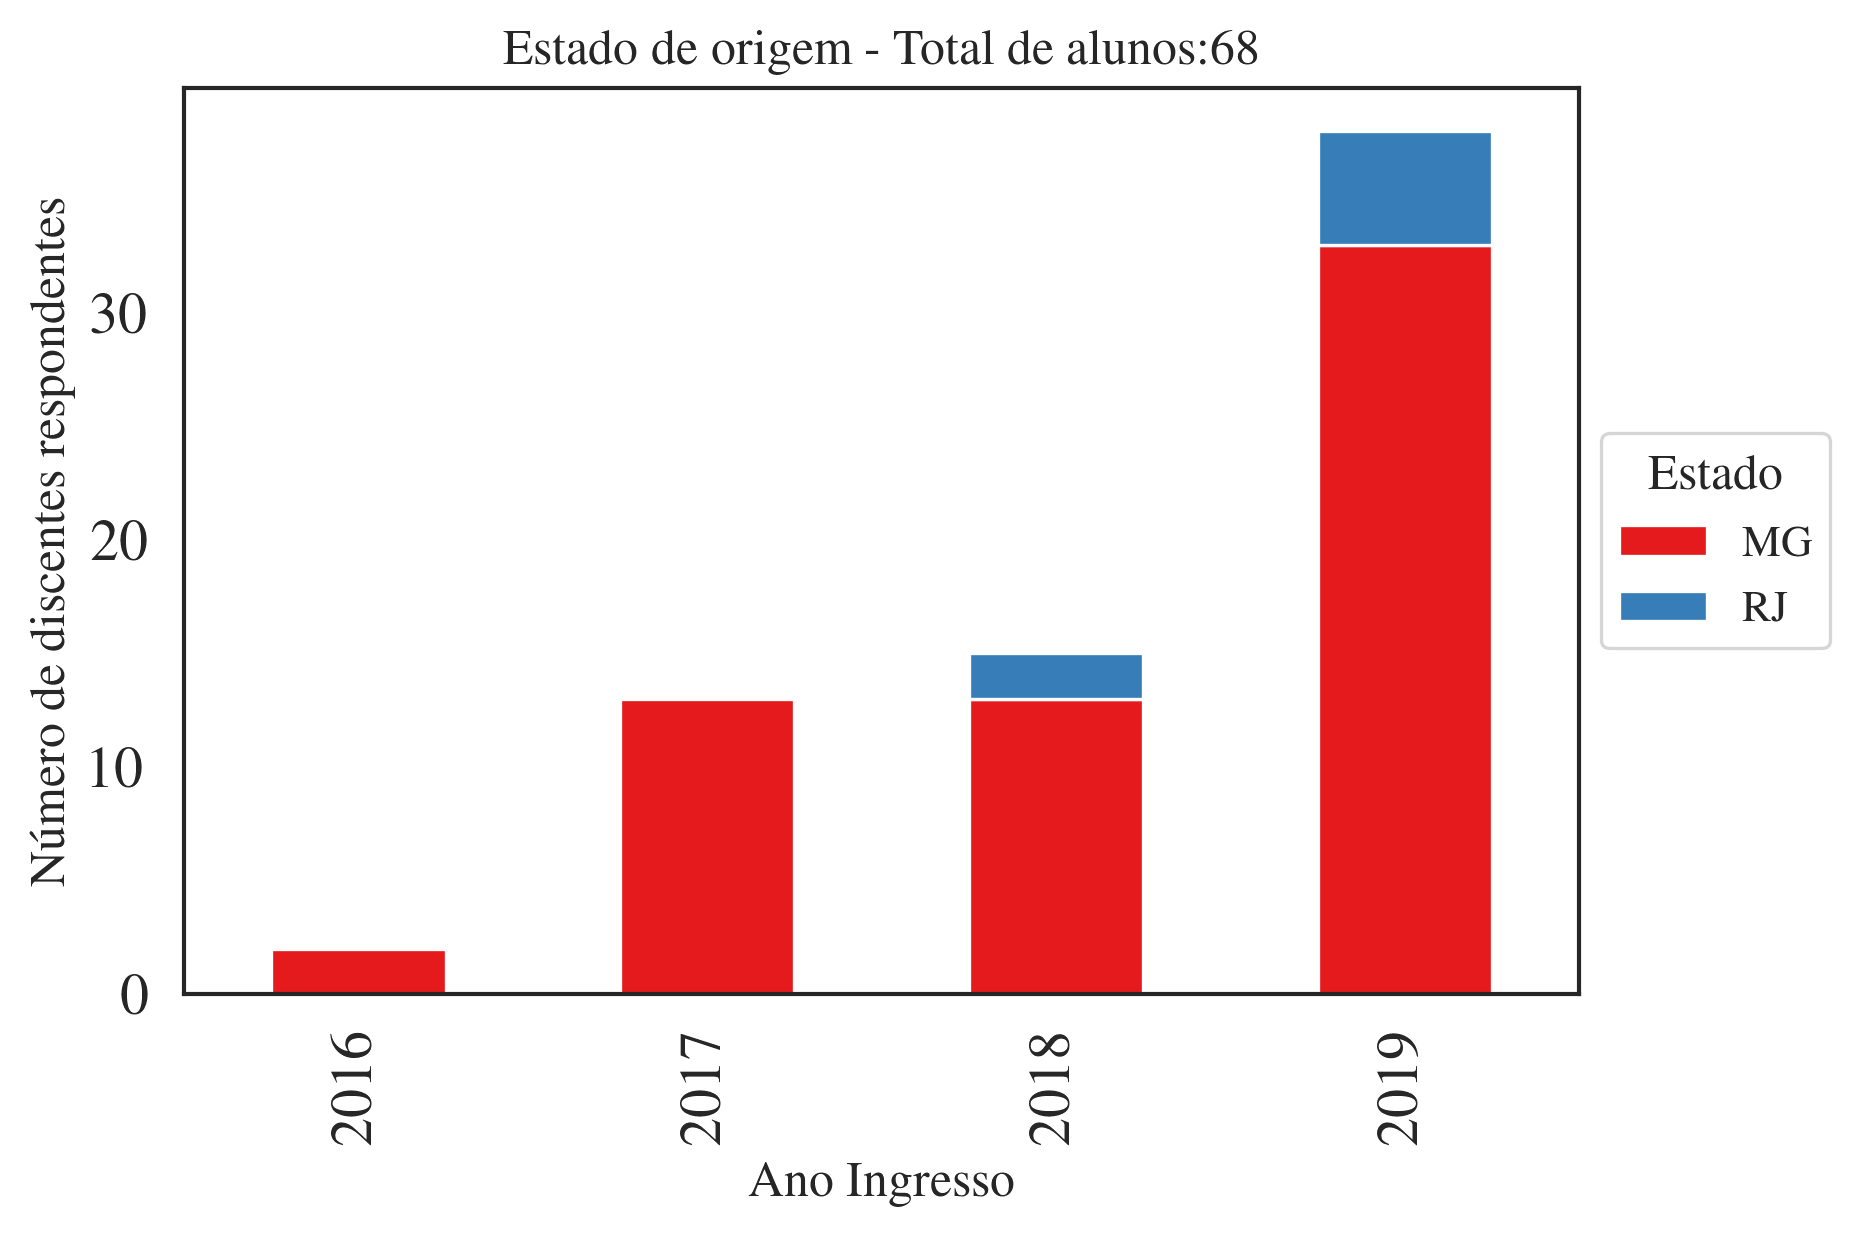 Estado de origem - Total de alunos:68
Número de discentes respondentes
30
20
10
0
2016
2017
2018
2019
Ano Ingresso
Estado
MG
RJ